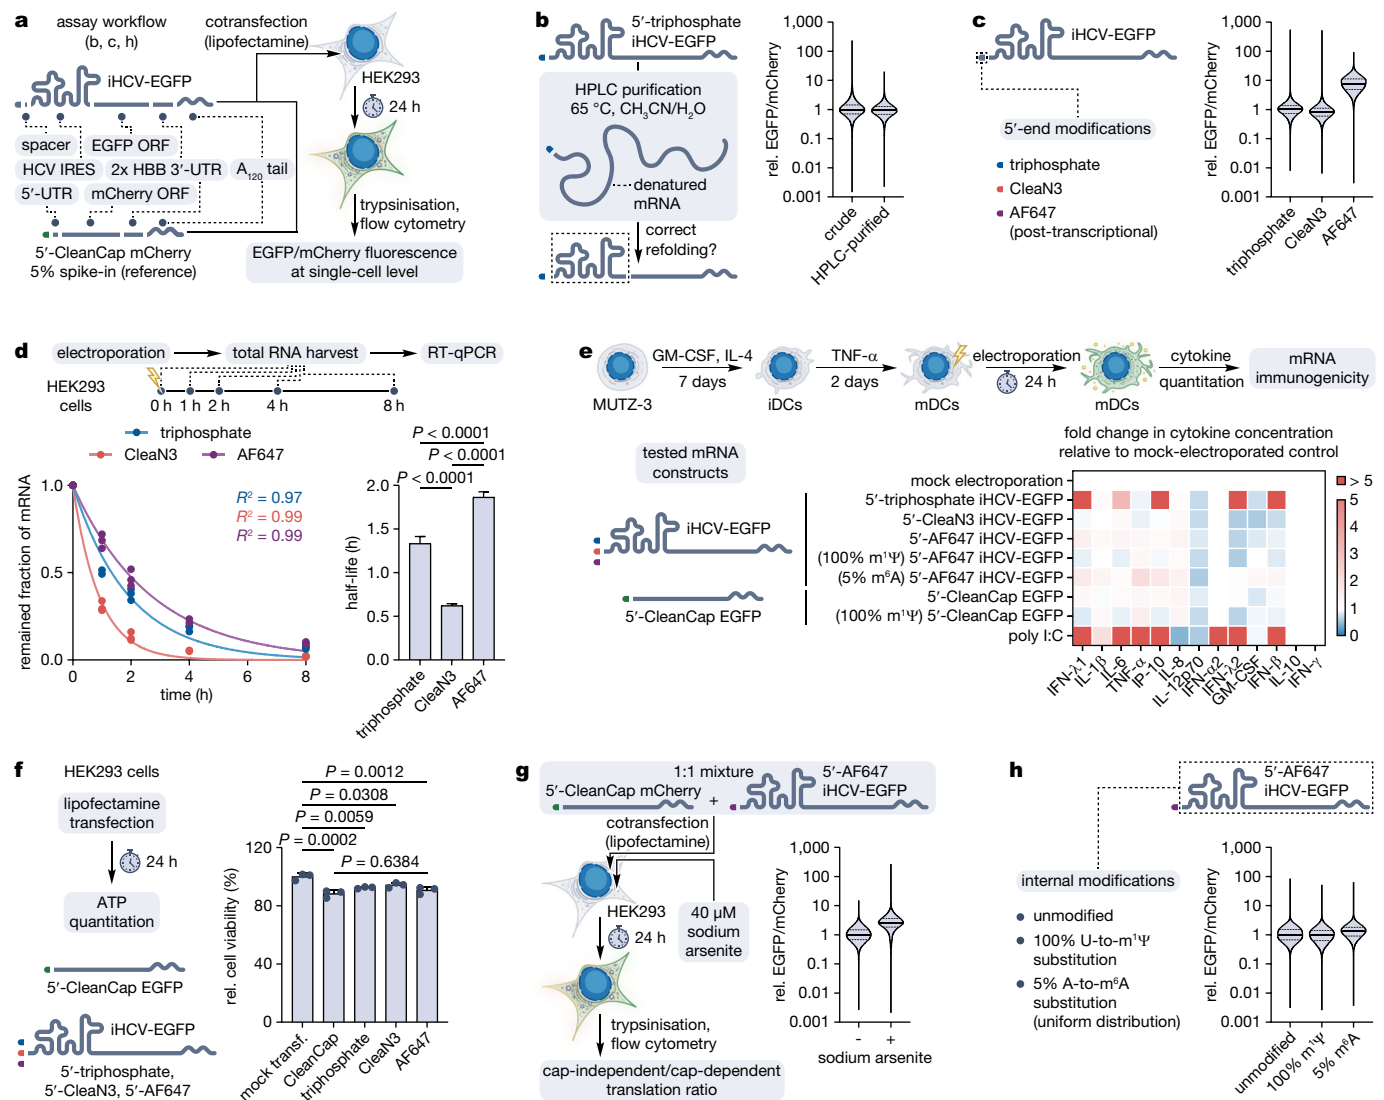 a
assay workflow
(b, c, h)
cotransfection
(lipofectamine)
iHCV-EGFP
HEK293
24 h
spacer
EGFP ORF
HCV IRES
2x HBB 3′-UTR
A120 tail
5′-UTR
mCherry ORF
trypsinisation,
flow cytometry
5′-CleanCap mCherry
5% spike-in (reference)
EGFP/mCherry fluorescence
at single-cell level
b
5′-triphosphate
iHCV-EGFP
HPLC purification
65 °C, CH3CN/H2O
denatured
mRNA
correct
refolding?
rel. EGFP/mCherry
1,000
100
10
1
0.1
0.01
0.001
crude
HPLC-purified
c
iHCV-EGFP
5′-end modifications
triphosphate
CleaN3
AF647
(post-transcriptional)
rel. EGFP/mCherry
1,000
100
10
1
0.1
0.01
0.001
triphosphate
CleaN3
AF647
d
electroporation
total RNA harvest
RT-qPCR
HEK293
cells
0 h
1 h
2 h
4 h
8 h
triphosphate
CleaN3
AF647
remained fraction of mRNA
1.0
0.5
0
R² = 0.97
R² = 0.99
R² = 0.99
0
2
4
6
8
time (h)
P < 0.0001
P < 0.0001
P < 0.0001
half-life (h)
2.0
1.5
1.0
0.5
0.0
triphosphate
CleaN3
AF647
e
GM-CSF, IL-4
7 days
TNF-α
2 days
electroporation
24 h
cytokine
quantitation
mRNA
immunogenicity
MUTZ-3
iDCs
mDCs
mDCs
tested mRNA
constructs
iHCV-EGFP
5′-CleanCap EGFP
fold change in cytokine concentration
relative to mock-electroporated control
mock electroporation
5′-triphosphate iHCV-EGFP
5′-CleaN3 iHCV-EGFP
5′-AF647 iHCV-EGFP
(100% m¹Ψ) 5′-AF647 iHCV-EGFP
(5% m⁶A) 5′-AF647 iHCV-EGFP
5′-CleanCap EGFP
(100% m¹Ψ) 5′-CleanCap EGFP
poly I:C
> 5
5
4
3
2
1
0
IFN-λ1
IL-1β
IL-6
TNF-α
IP-10
IL-8
IL-12p70
IFN-α2
IFN-λ2
GM-CSF
IFN-β
IL-10
IFN-γ
f
HEK293 cells
lipofectamine
transfection
24 h
ATP
quantitation
5′-CleanCap EGFP
iHCV-EGFP
5′-triphosphate,
5′-CleaN3, 5′-AF647
P = 0.0012
P = 0.0308
P = 0.0059
P = 0.0002
P = 0.6384
rel. cell viability (%)
120
80
40
0
mock transf.
CleanCap
triphosphate
CleaN3
AF647
g
1:1 mixture
5′-CleanCap mCherry
+
5′-AF647
iHCV-EGFP
cotransfection
(lipofectamine)
HEK293
24 h
40 μM
sodium
arsenite
trypsinisation,
flow cytometry
cap-independent/cap-dependent
translation ratio
rel. EGFP/mCherry
1,000
100
10
1
0.1
0.01
0.001
-
+
sodium arsenite
h
5′-AF647
iHCV-EGFP
internal modifications
unmodified
100% U-to-m¹Ψ
substitution
5% A-to-m⁶A
substitution
(uniform distribution)
rel. EGFP/mCherry
1,000
100
10
1
0.1
0.01
0.001
unmodified
100% m¹Ψ
5% m⁶A